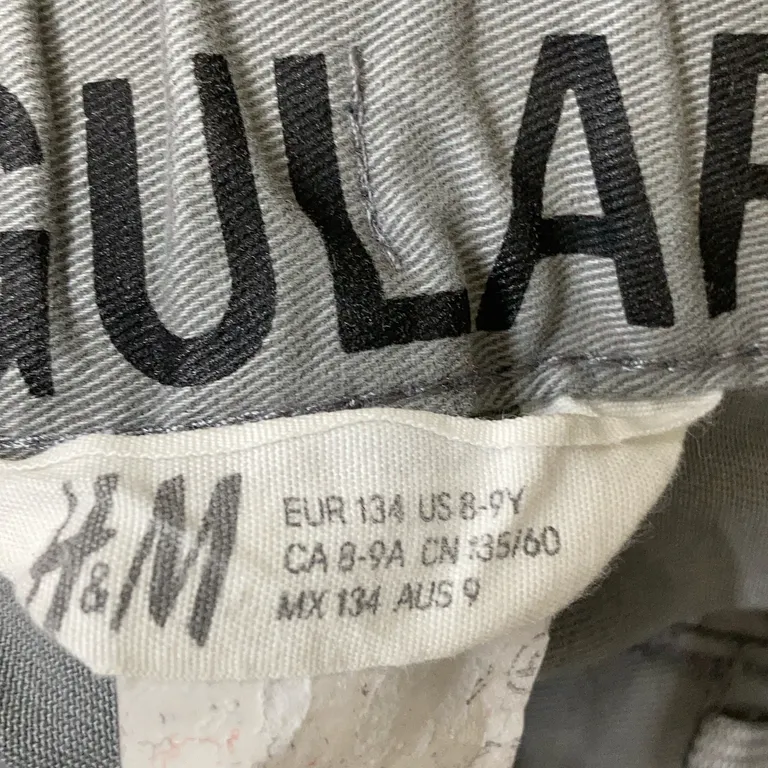 GULAR
H&M
EUR 134 US 8-9Y
CA 8-9A CN 135/60
MX 134 AUS 9